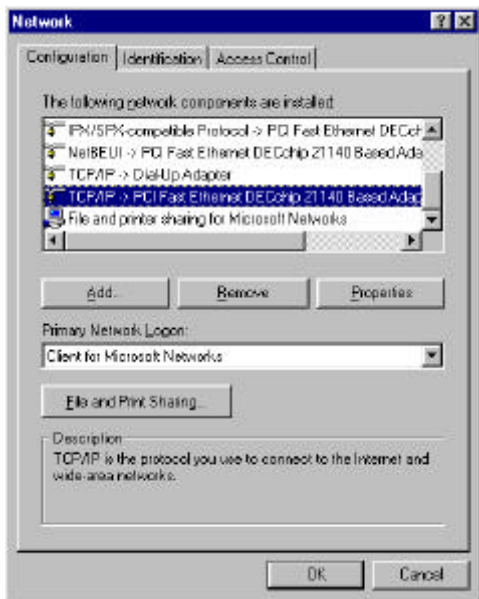 Network
Configuration Identification Access Control
The following network components are installed:
IPX/SPX-compatible Protocol -> PCI Fast Ethernet DECch
NetBEUI -> PCI Fast Ethernet DECchip 21140 Based Ada
TCP/IP -> Dial-Up Adapter
TCP/IP -> PCI Fast Ethernet DECchip 21140 Based Adap
File and printer sharing for Microsoft Networks
Add... Remove Properties
Primary Network Logon:
Client for Microsoft Networks
File and Print Sharing...
Description
TCP/IP is the protocol you use to connect to the Internet and
wide-area networks.
OK Cancel